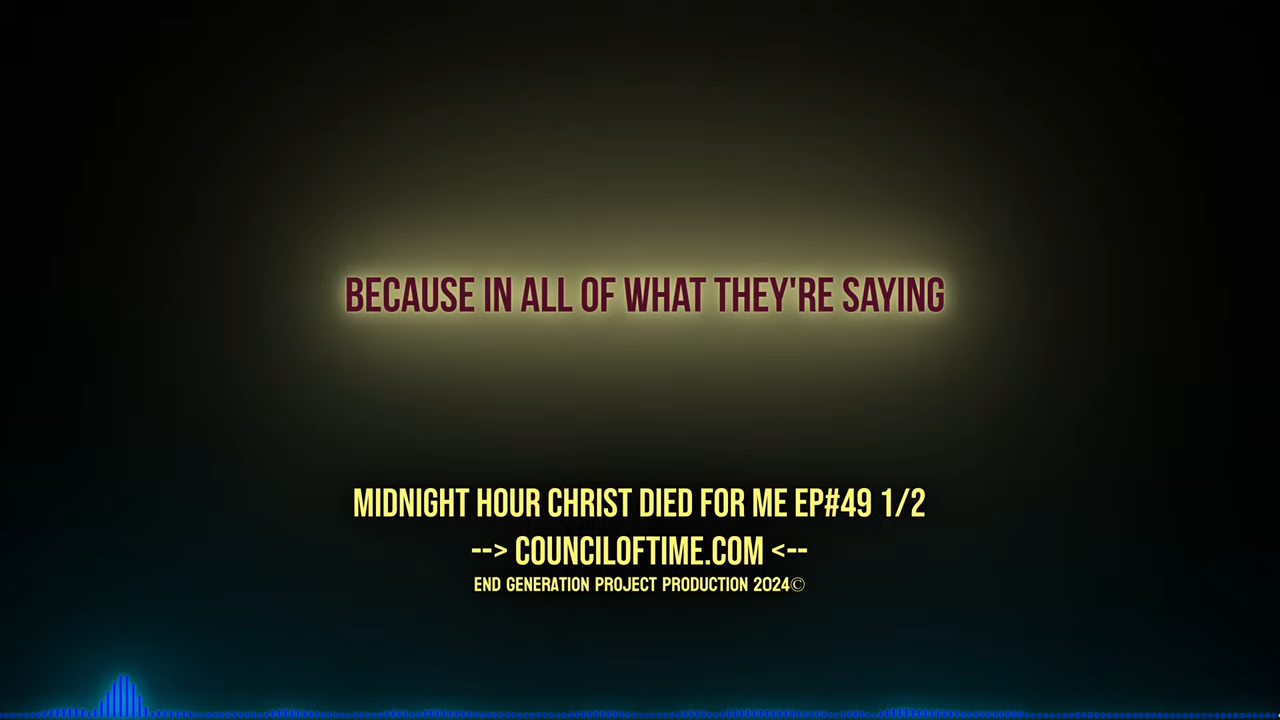 BECAUSE IN ALL OF WHAT THEY'RE SAYING
MIDNIGHT HOUR CHRIST DIED FOR ME EP#49 1/2
--> COUNCILOFTIME.COM <--
END GENERATION PROJECT PRODUCTION 2024©